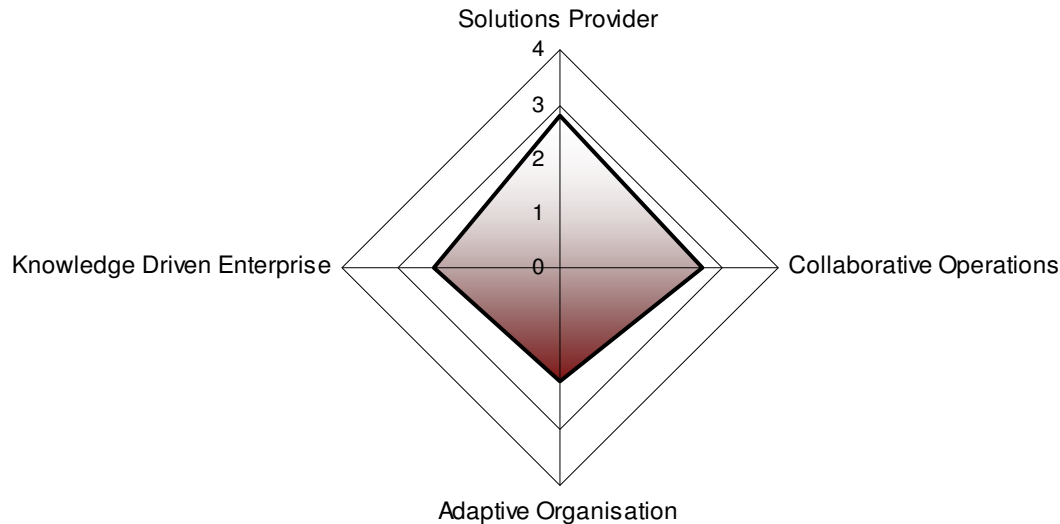 Solutions Provider
4
3
2
1
0
Knowledge Driven Enterprise
Collaborative Operations
Adaptive Organisation